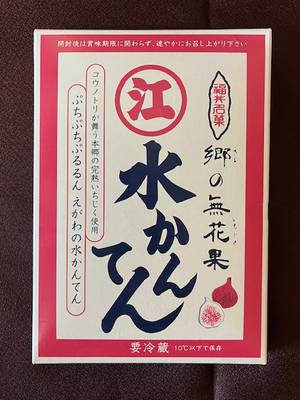 開封後は賞味期限に関わらず、速やかにお召し上がり下さい
江
福井名菓
郷の無花果
さと
いちじく
コウノトリが舞う本郷の完熟いちじく使用
ぷちぷちぷるるん えがわの水かんてん
水かん
てん
要冷蔵 10℃以下で保存